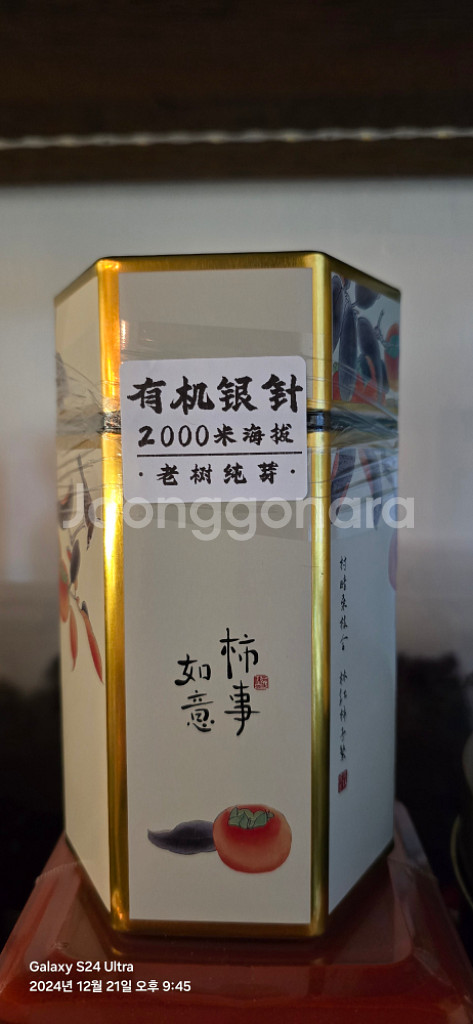 有机银針
2000米海拔
·老树纯芽·
Joonggonara
柿事
如意
Galaxy S24 Ultra
2024년 12월 21일 오후 9:45